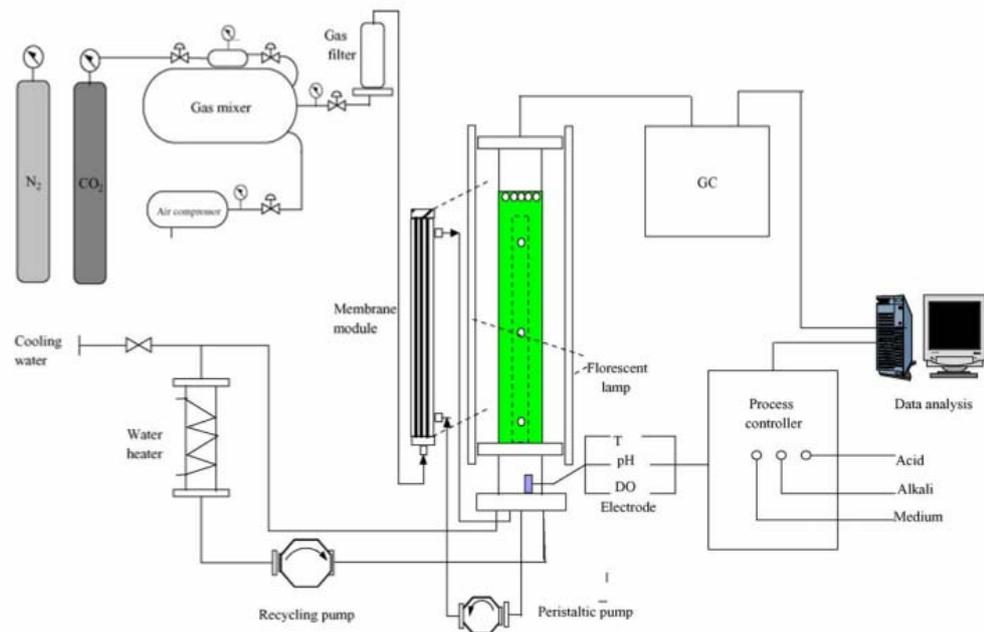 Gas
filter
Gas mixer
N2
CO2
Air compressor
GC
Membrane
module
Cooling
water
Florescent
lamp
Data analysis
Process
controller
Water
heater
T
pH
DO
Electrode
Acid
Alkali
Medium
Recycling pump
Peristaltic pump